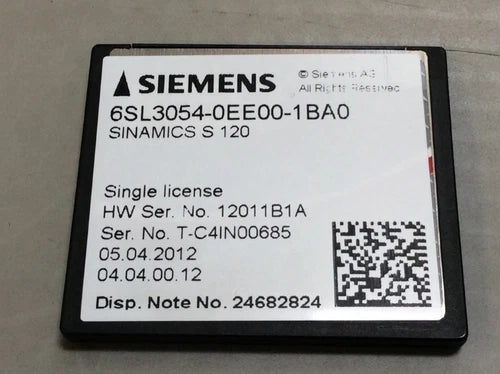 SIEMENS
© Siemens AG
All Rights Reserved
6SL3054-0EE00-1BA0
SINAMICS S 120
Single license
HW Ser. No. 12011B1A
Ser. No. T-C4IN00685
05.04.2012
04.04.00.12
Disp. Note No. 24682824